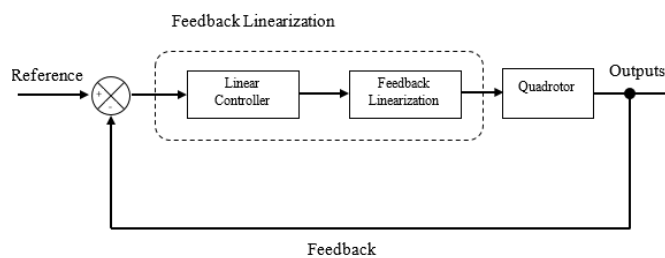 Feedback Linearization
Reference
+
-
Linear
Controller
Feedback
Linearization
Quadrotor
Outputs
Feedback